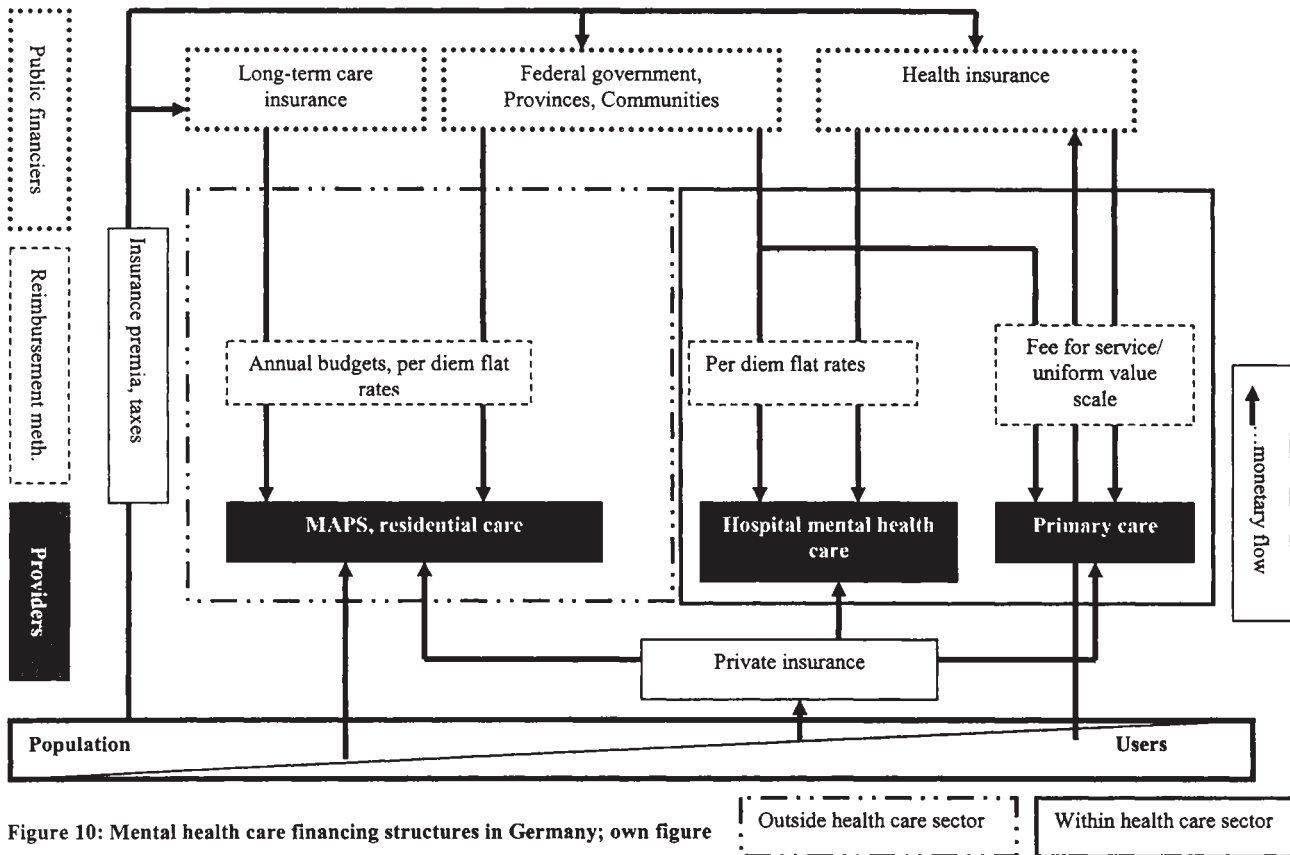 Public financiers
Reimbursement meth.
Providers
Insurance premia, taxes
Long-term care
insurance
Federal government,
Provinces, Communities
Health insurance
Annual budgets, per diem flat
rates
Per diem flat rates
Fee for service/
uniform value
scale
MAPS, residential care
Hospital mental health
care
Primary care
...monetary flow
Private insurance
Population
Users
Figure 10: Mental health care financing structures in Germany; own figure
Outside health care sector
Within health care sector